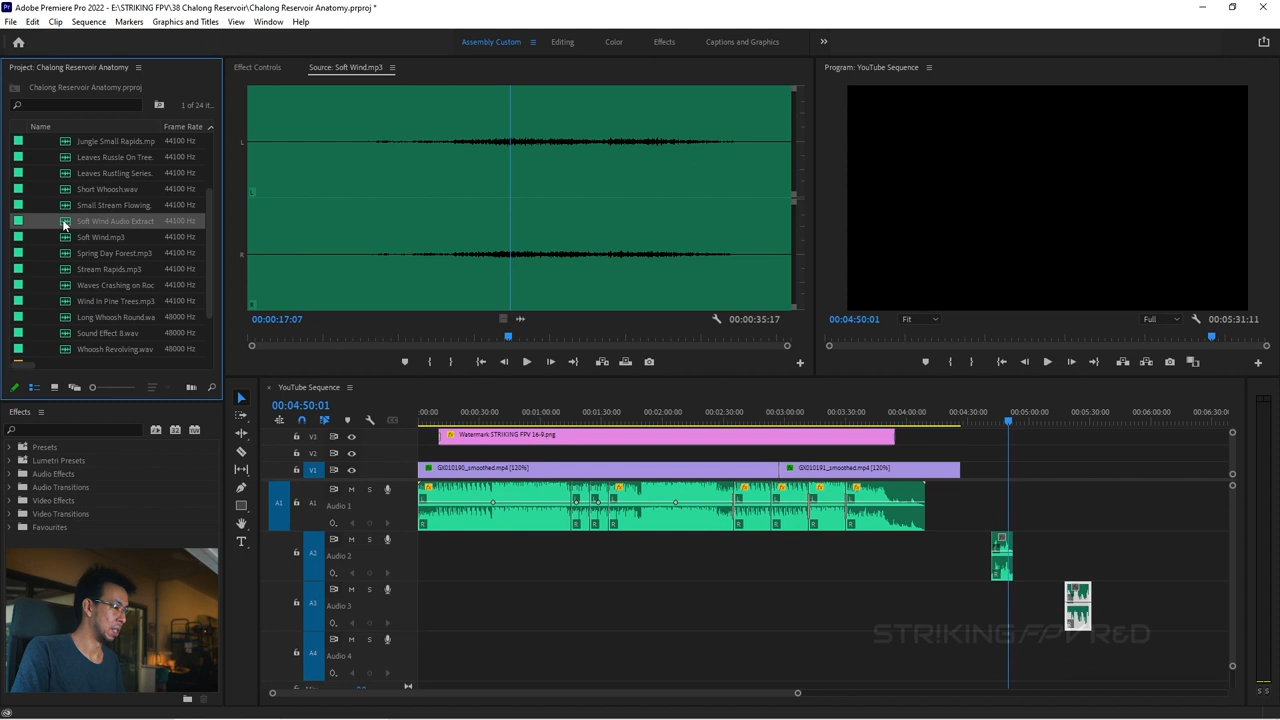 Adobe Premiere Pro 2022 - E:\STRIKING FPV\38 Chalong Reservoir\Chalong Reservoir Anatomy.prproj *
File Edit Clip Sequence Markers Graphics and Titles View Window Help
Assembly Custom Editing Color Effects Captions and Graphics
Project: Chalong Reservoir Anatomy
Chalong Reservoir Anatomy.prproj
1 of 24 it...
Name Frame Rate
Jungle Small Rapids.mp 44100 Hz
Leaves Russle On Tree. 44100 Hz
Leaves Rustling Series. 44100 Hz
Short Whoosh.wav 44100 Hz
Small Stream Flowing. 44100 Hz
Soft Wind Audio Extract 44100 Hz
Soft Wind.mp3 44100 Hz
Spring Day Forest.mp3 44100 Hz
Stream Rapids.mp3 44100 Hz
Waves Crashing on Roc 44100 Hz
Wind In Pine Trees.mp3 44100 Hz
Long Whoosh Round.wa 48000 Hz
Sound Effect 8.wav 48000 Hz
Whoosh Revolving.wav 48000 Hz
Effect Controls Source: Soft Wind.mp3
L
R
00:00:17:07 00:00:35:17
Program: YouTube Sequence
00:04:50:01 Fit Full 00:05:31:11
Effects
Presets
Lumetri Presets
Audio Effects
Audio Transitions
Video Effects
Video Transitions
Favourites
YouTube Sequence
00:04:50:01
:00:00 00:00:30:00 00:01:00:00 00:01:30:00 00:02:00:00 00:02:30:00 00:03:00:00 00:03:30:00 00:04:00:00 00:04:30:00 00:05:00:00 00:05:30:00 00:06:00:00 00:06:30:00
V3 Watermark STRIKING FPV 16-9.png
V2
V1 GX010190_smoothed.mp4 [120%] GX010191_smoothed.mp4 [120%]
A1 A1 M S
Audio 1
A2 M S
Audio 2
A3 M S
Audio 3
A4 M S
Audio 4
STRIKING FPV R&D
S S